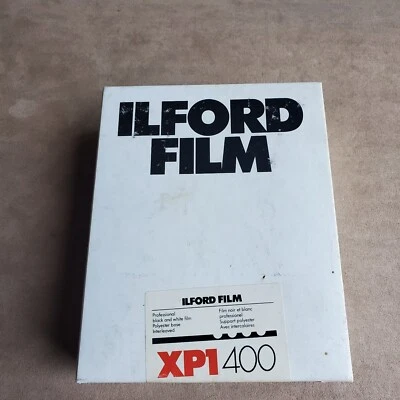 ILFORD
FILM
ILFORD FILM
Professional
black and white film
Polyester base
Interleaved
Film noir et blanc
professionel
Support polyester
Avec intercalaires
XP1 400